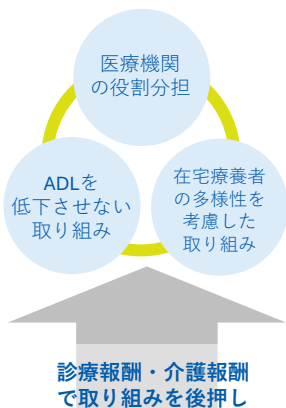 医療機関
の役割分担
ADLを
低下させない
取り組み
在宅療養者
の多様性を
考慮した
取り組み
診療報酬・介護報酬
で取り組みを後押し